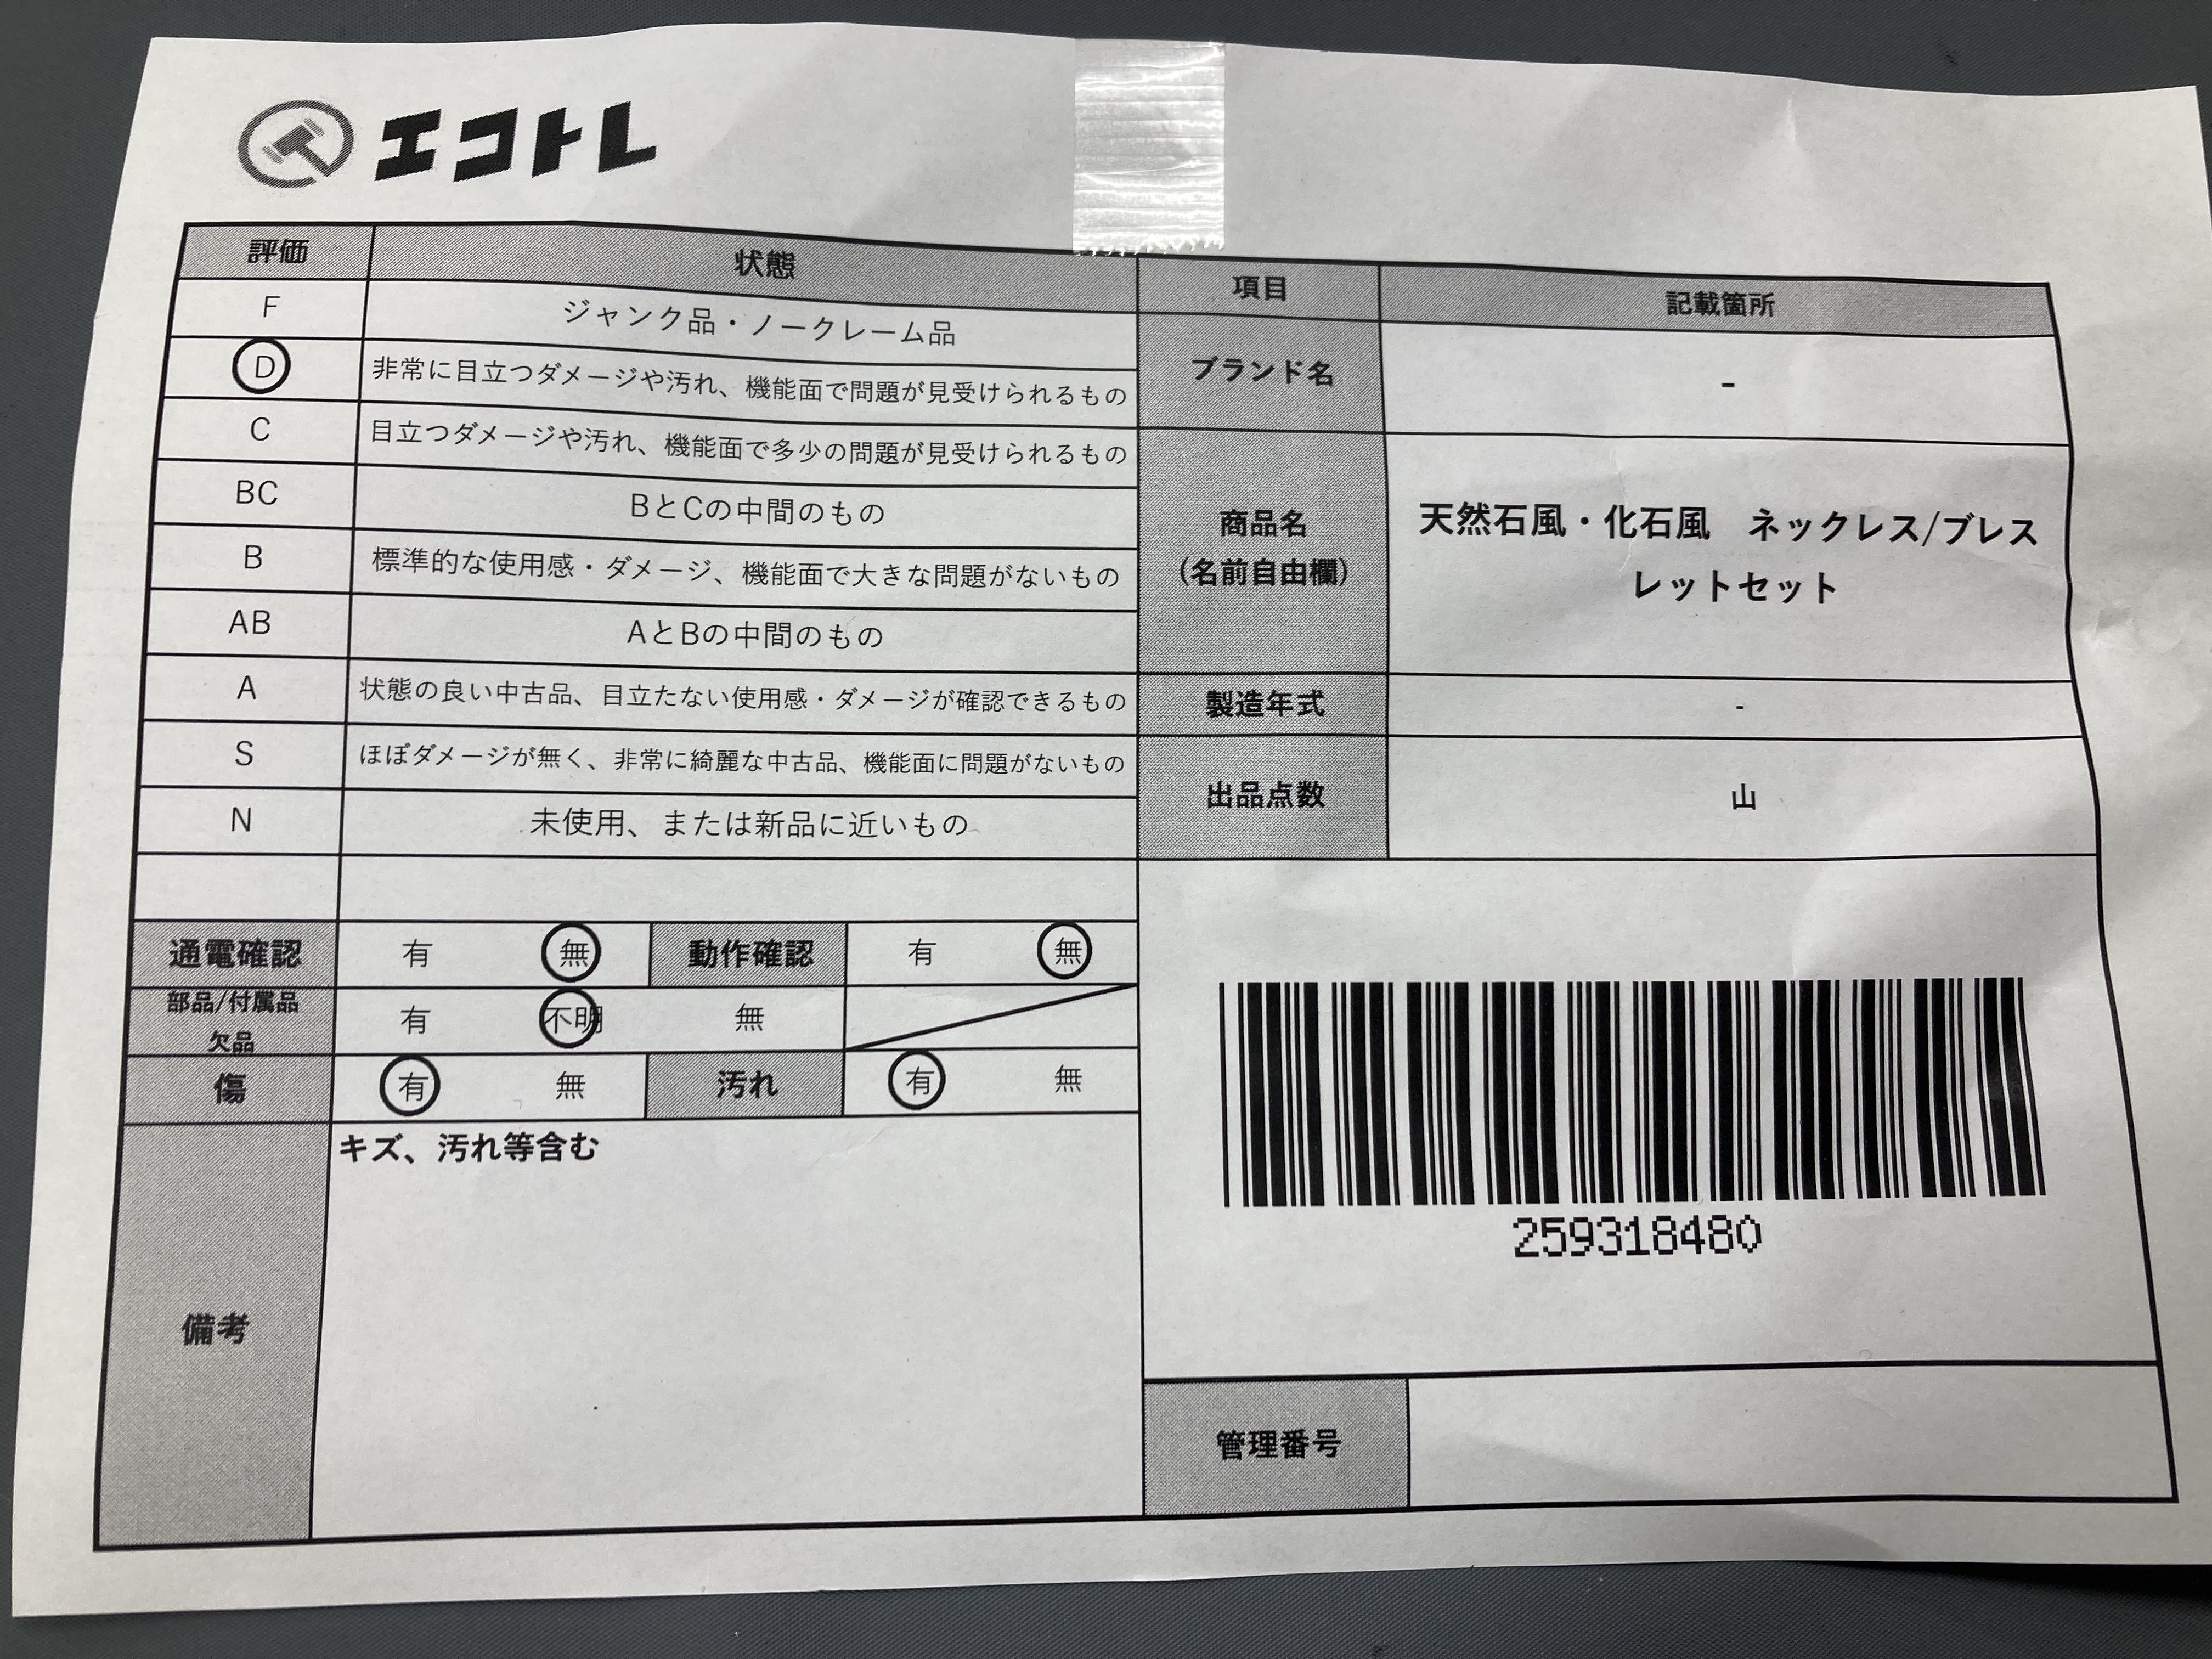 エコトレ
評価 状態
F ジャンク品・ノークレーム品
D 非常に目立つダメージや汚れ、機能面で問題が見受けられるもの
C 目立つダメージや汚れ、機能面で多少の問題が見受けられるもの
BC BとCの中間のもの
B 標準的な使用感・ダメージ、機能面で大きな問題がないもの
AB AとBの中間のもの
A 状態の良い中古品、目立たない使用感・ダメージが確認できるもの
S ほぼダメージが無く、非常に綺麗な中古品、機能面に問題がないもの
N 未使用、または新品に近いもの
通電確認 有 無 動作確認 有 無
部品/付属品
欠品
有 不明 無
傷 有 無 汚れ 有 無
備考
キズ、汚れ等含む
項目 記載箇所
ブランド名 -
商品名
（名前自由欄）
天然石風・化石風　ネックレス/ブレス
レットセット
製造年式 -
出品点数 山
259318480
管理番号